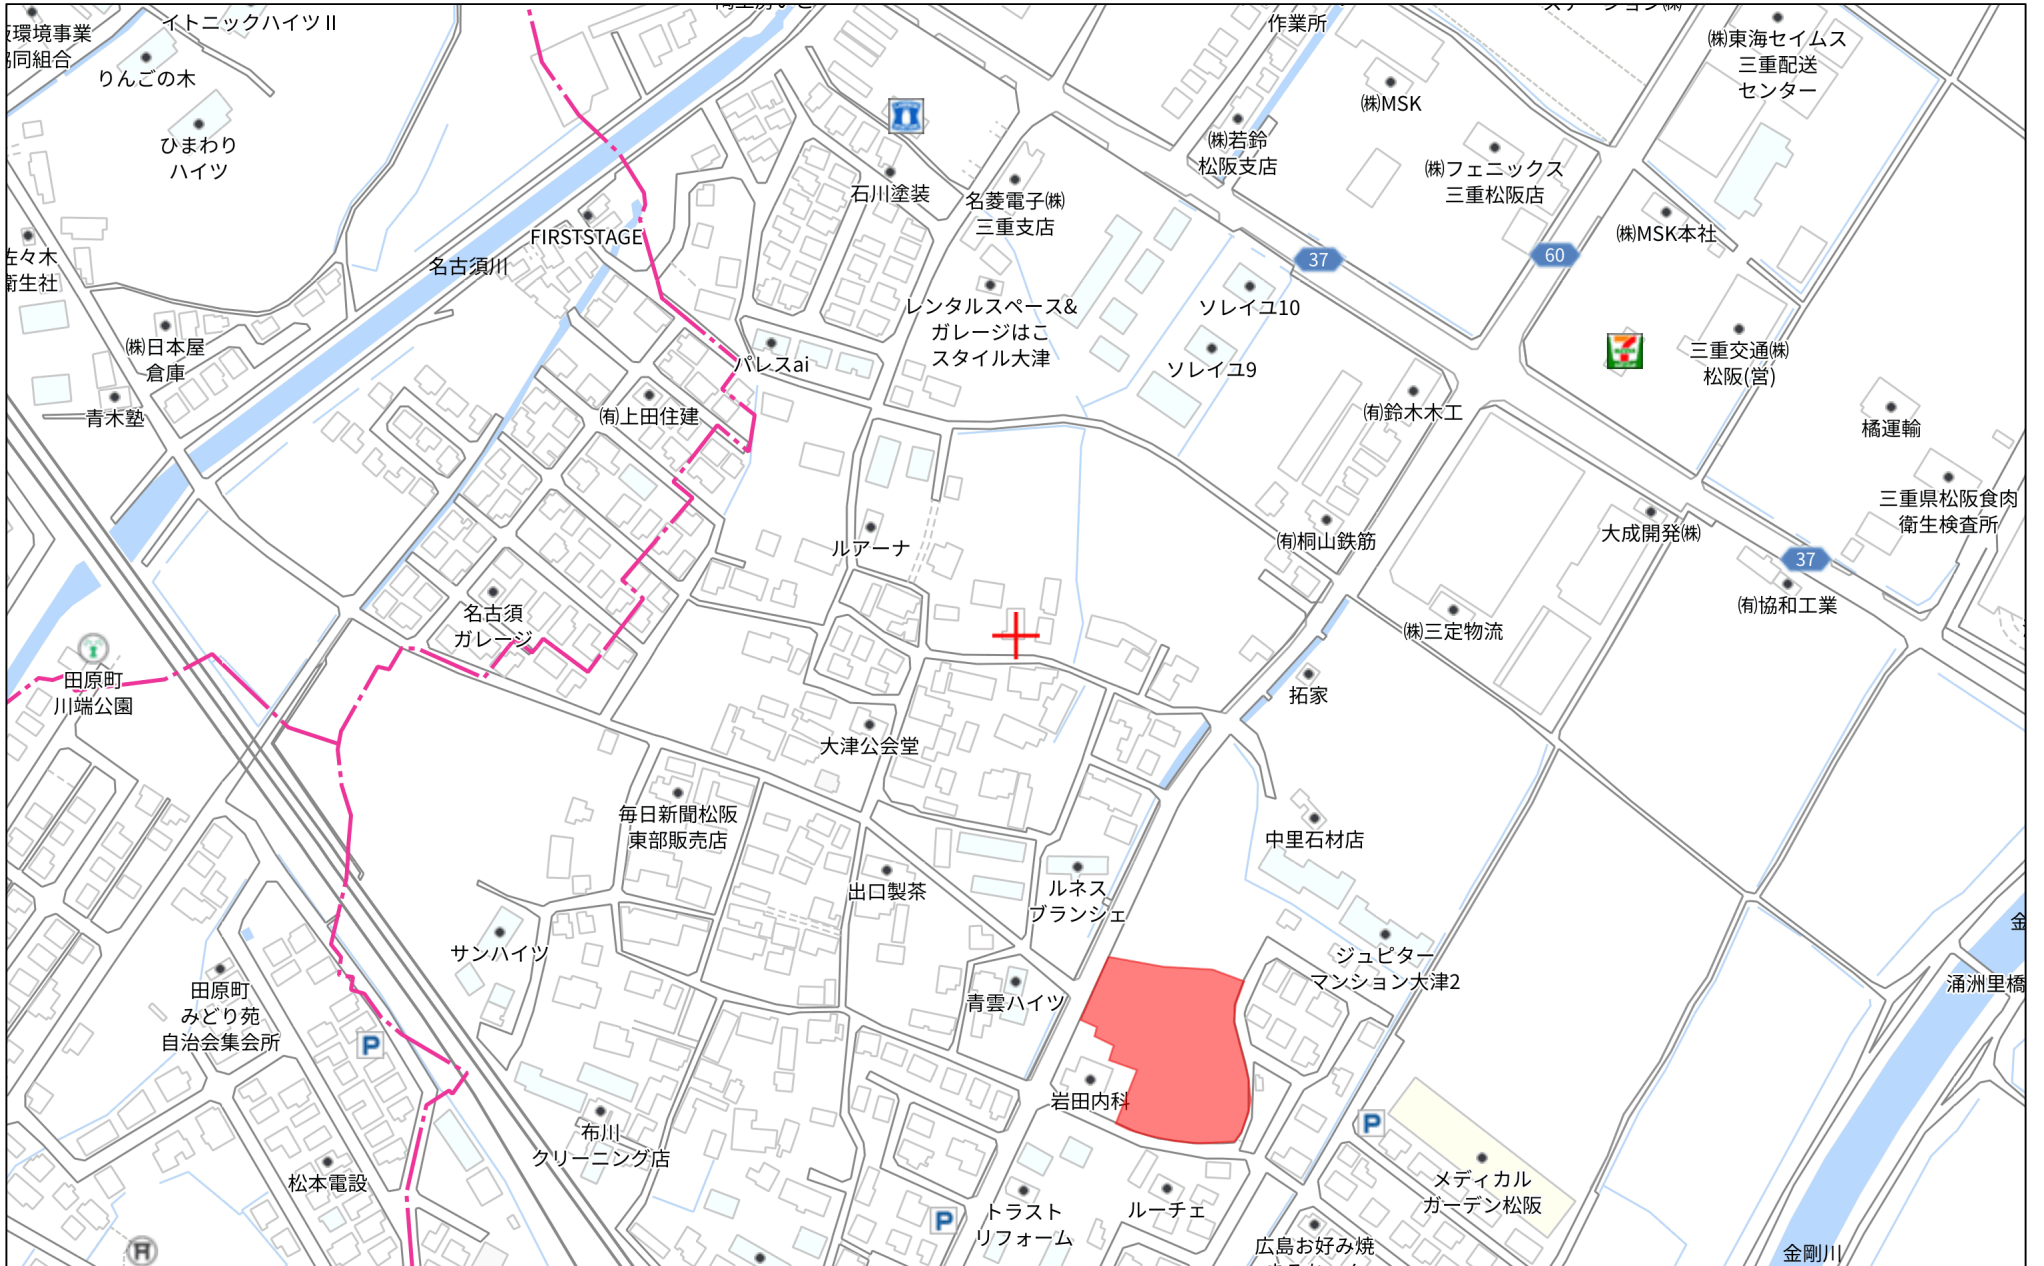 イトニックハイツⅡ
環境事業
協同組合
りんごの木
ひまわり
ハイツ
作業所
㈱東海セイムス
三重配送
センター
㈱MSK
㈱若鈴
松阪支店
㈱フェニックス
三重松阪店
石川塗装
名菱電子㈱
三重支店
㈱MSK本社
FIRSTSTAGE
名古須川
佐々木
衛生社
37
60
レンタルスペース&
ガレージはこ
スタイル大津
ソレイユ10
㈱日本屋
倉庫
パレスai
ソレイユ9
三重交通㈱
松阪(営)
青木塾
㈲上田住建
㈲鈴木木工
橘運輸
三重県松阪食肉
衛生検査所
ルアーナ
㈲桐山鉄筋
大成開発㈱
37
名古須
ガレージ
㈱三定物流
㈲協和工業
田原町
川端公園
拓家
大津公会堂
毎日新聞松阪
東部販売店
中里石材店
出口製茶
ルネス
ブランシェ
サンハイツ
ジュピター
マンション大津2
田原町
みどり苑
自治会集会所
青雲ハイツ
涌洲里橋
P
岩田内科
布川
クリーニング店
P
松本電設
メディカル
ガーデン松阪
P
トラスト
リフォーム
ルーチェ
広島お好み焼
金剛川